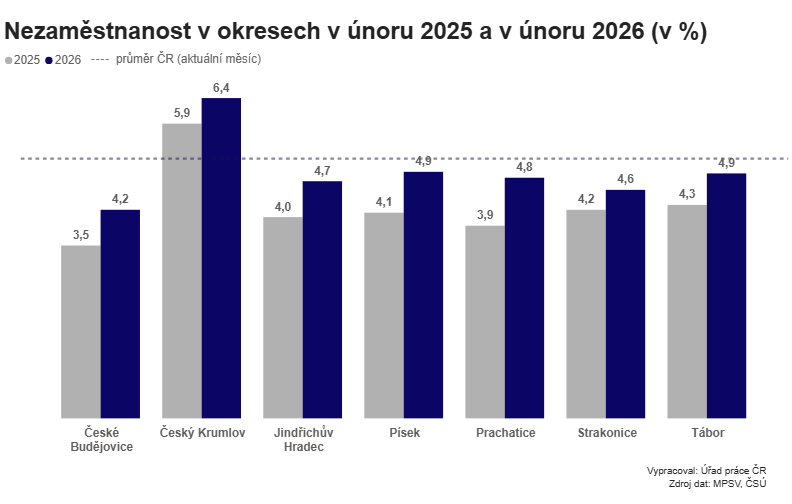 Nezaměstnanost v okresech v únoru 2025 a v únoru 2026 (v %)
2025 2026 průměr ČR (aktuální měsíc)
3,5 4,2 5,9 6,4 4,0 4,7 4,1 4,9 3,9 4,8 4,2 4,6 4,3 4,9
České Český Krumlov Jindřichův Písek Prachatice Strakonice Tábor
Budějovice Hradec
Vypracoval: Úřad práce ČR
Zdroj dat: MPSV, ČSÚ